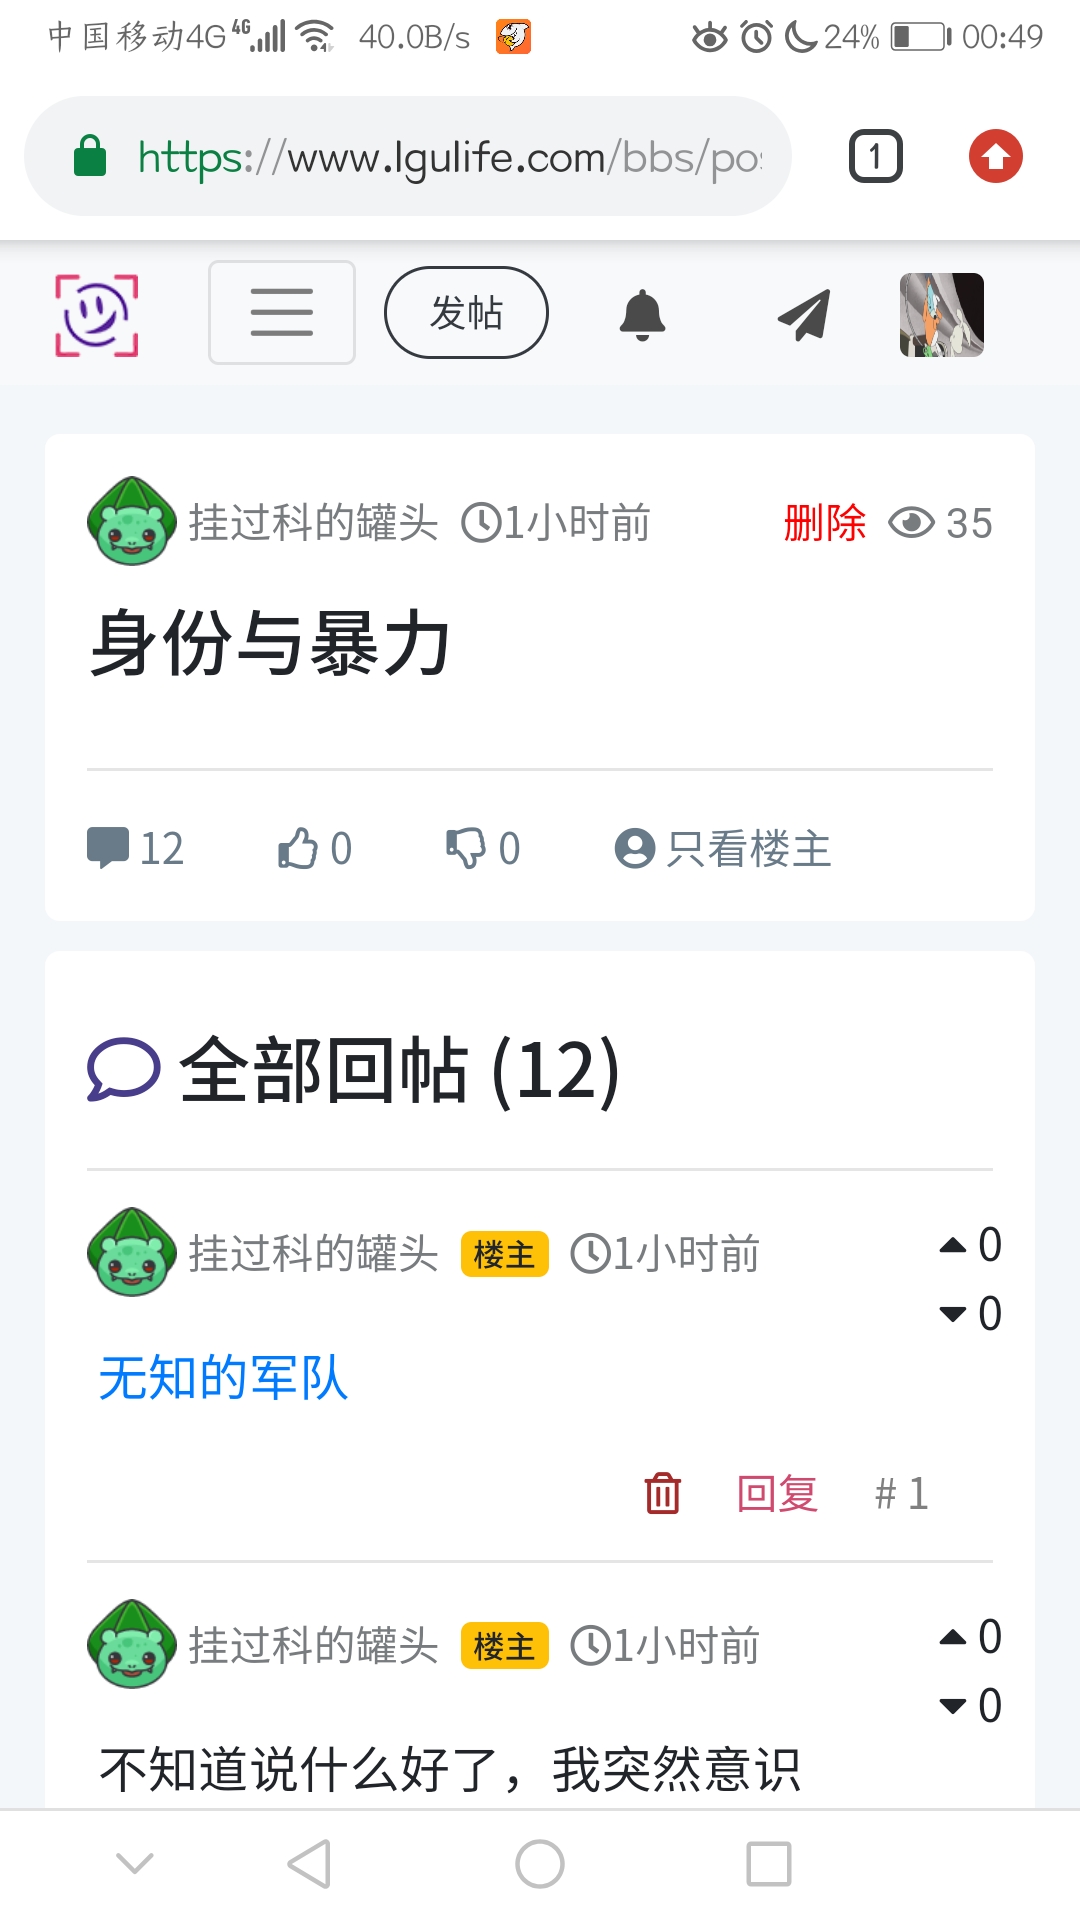 中国移动4G 4G 40.0B/s 24% 00:49
https://www.lgulife.com/bbs/pos
1
发帖
挂过科的罐头 1小时前 删除 35
身份与暴力
12 0 0 只看楼主
全部回帖 (12)
挂过科的罐头 楼主 1小时前 0
0
无知的军队
回复 # 1
挂过科的罐头 楼主 1小时前 0
0
不知道说什么好了，我突然意识